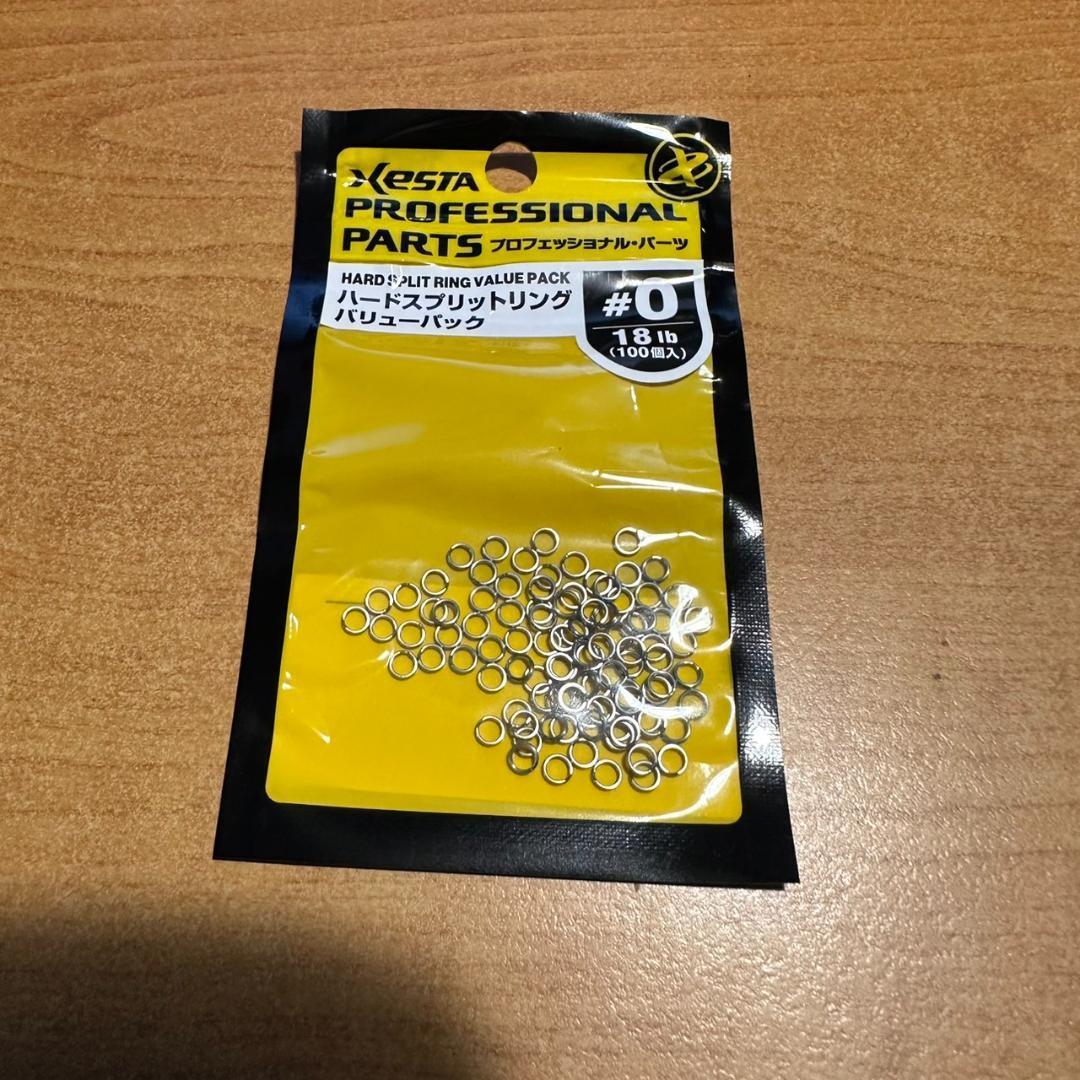 XESTA
PROFESSIONAL
PARTS プロフェッショナル・パーツ
HARD SPLIT RING VALUE PACK
ハードスプリットリング
バリューパック
#0
18 lb
(100個入)